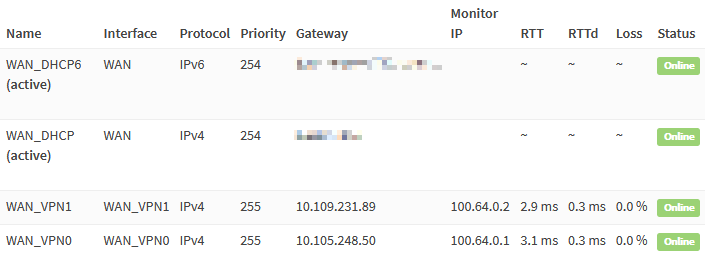 Name Interface Protocol Priority Gateway Monitor IP RTT RTTd Loss Status
WAN_DHCP6 (active) WAN IPv6 254 ~ ~ ~ Online
WAN_DHCP (active) WAN IPv4 254 ~ ~ ~ Online
WAN_VPN1 WAN_VPN1 IPv4 255 10.109.231.89 100.64.0.2 2.9 ms 0.3 ms 0.0 % Online
WAN_VPN0 WAN_VPN0 IPv4 255 10.105.248.50 100.64.0.1 3.1 ms 0.3 ms 0.0 % Online